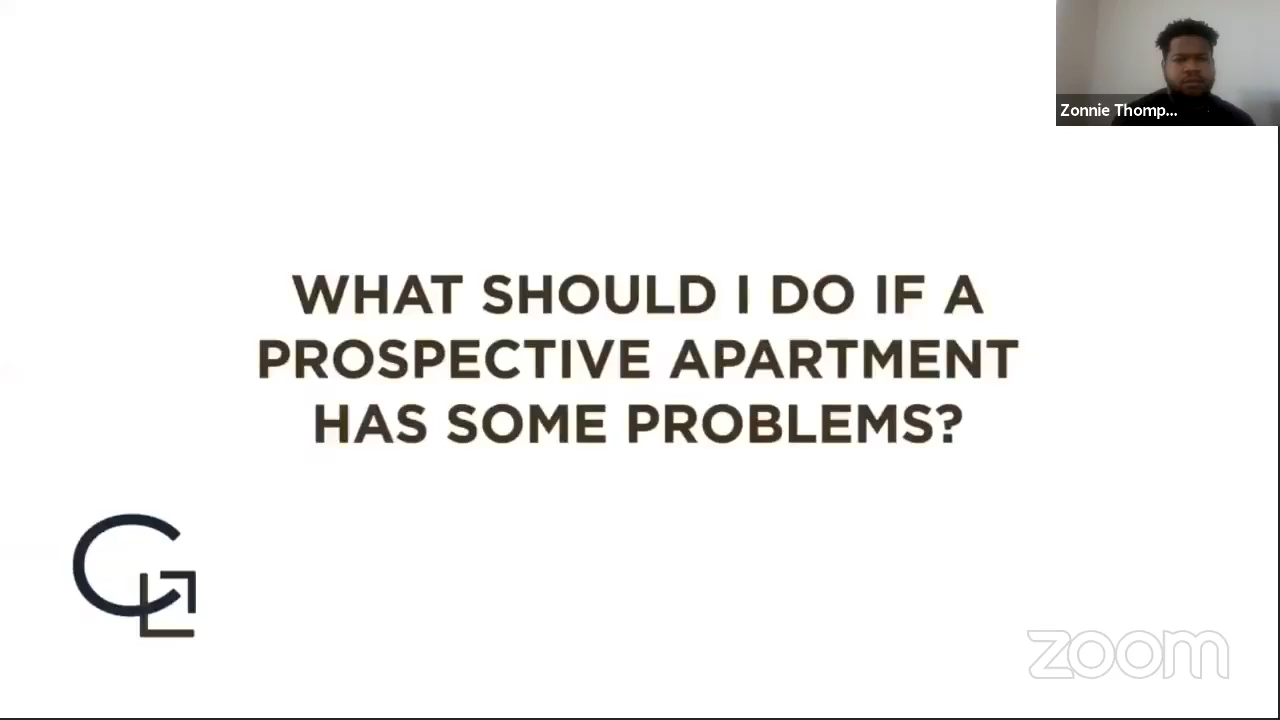 Zonnie Thomp...
WHAT SHOULD I DO IF A
PROSPECTIVE APARTMENT
HAS SOME PROBLEMS?
zoom